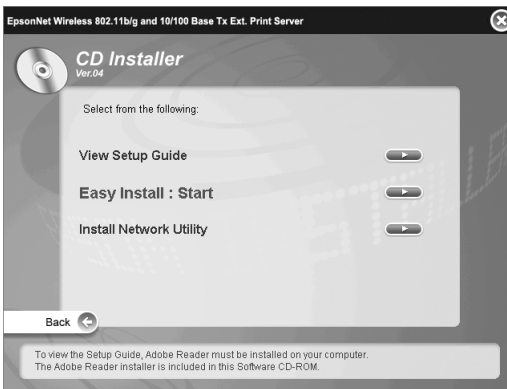 EpsonNet Wireless 802.11b/g and 10/100 Base Tx Ext. Print Server
CD Installer
Ver.04
Select from the following:
View Setup Guide
Easy Install : Start
Install Network Utility
Back
To view the Setup Guide, Adobe Reader must be installed on your computer.
The Adobe Reader installer is included in this Software CD-ROM.